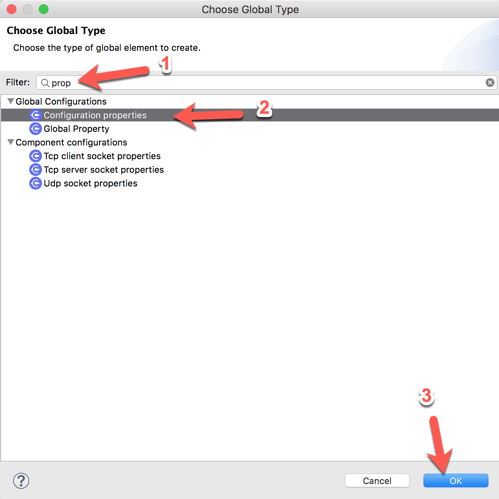 Choose Global Type
Choose Global Type
Choose the type of global element to create.
1
Filter: prop
Global Configurations
Configuration properties
2
Global Property
Component configurations
Tcp client socket properties
Tcp server socket properties
Udp socket properties
3
? Cancel OK